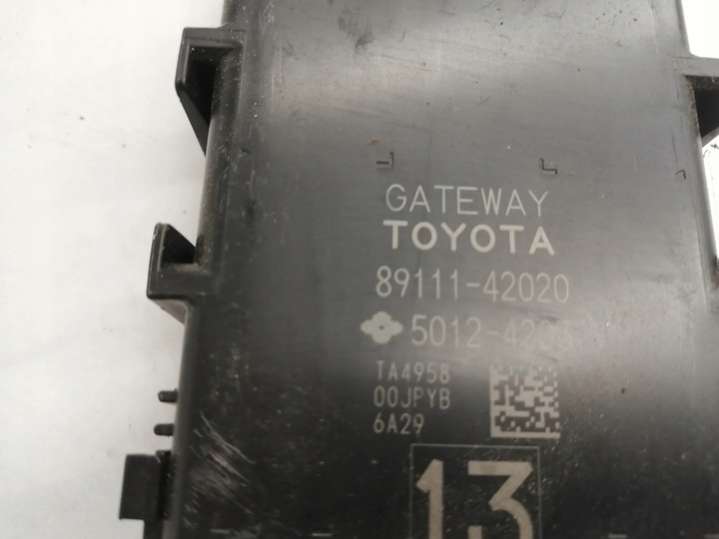 GATEWAY
TOYOTA
89111-42020
TA4958
00JPYB
6A29
13